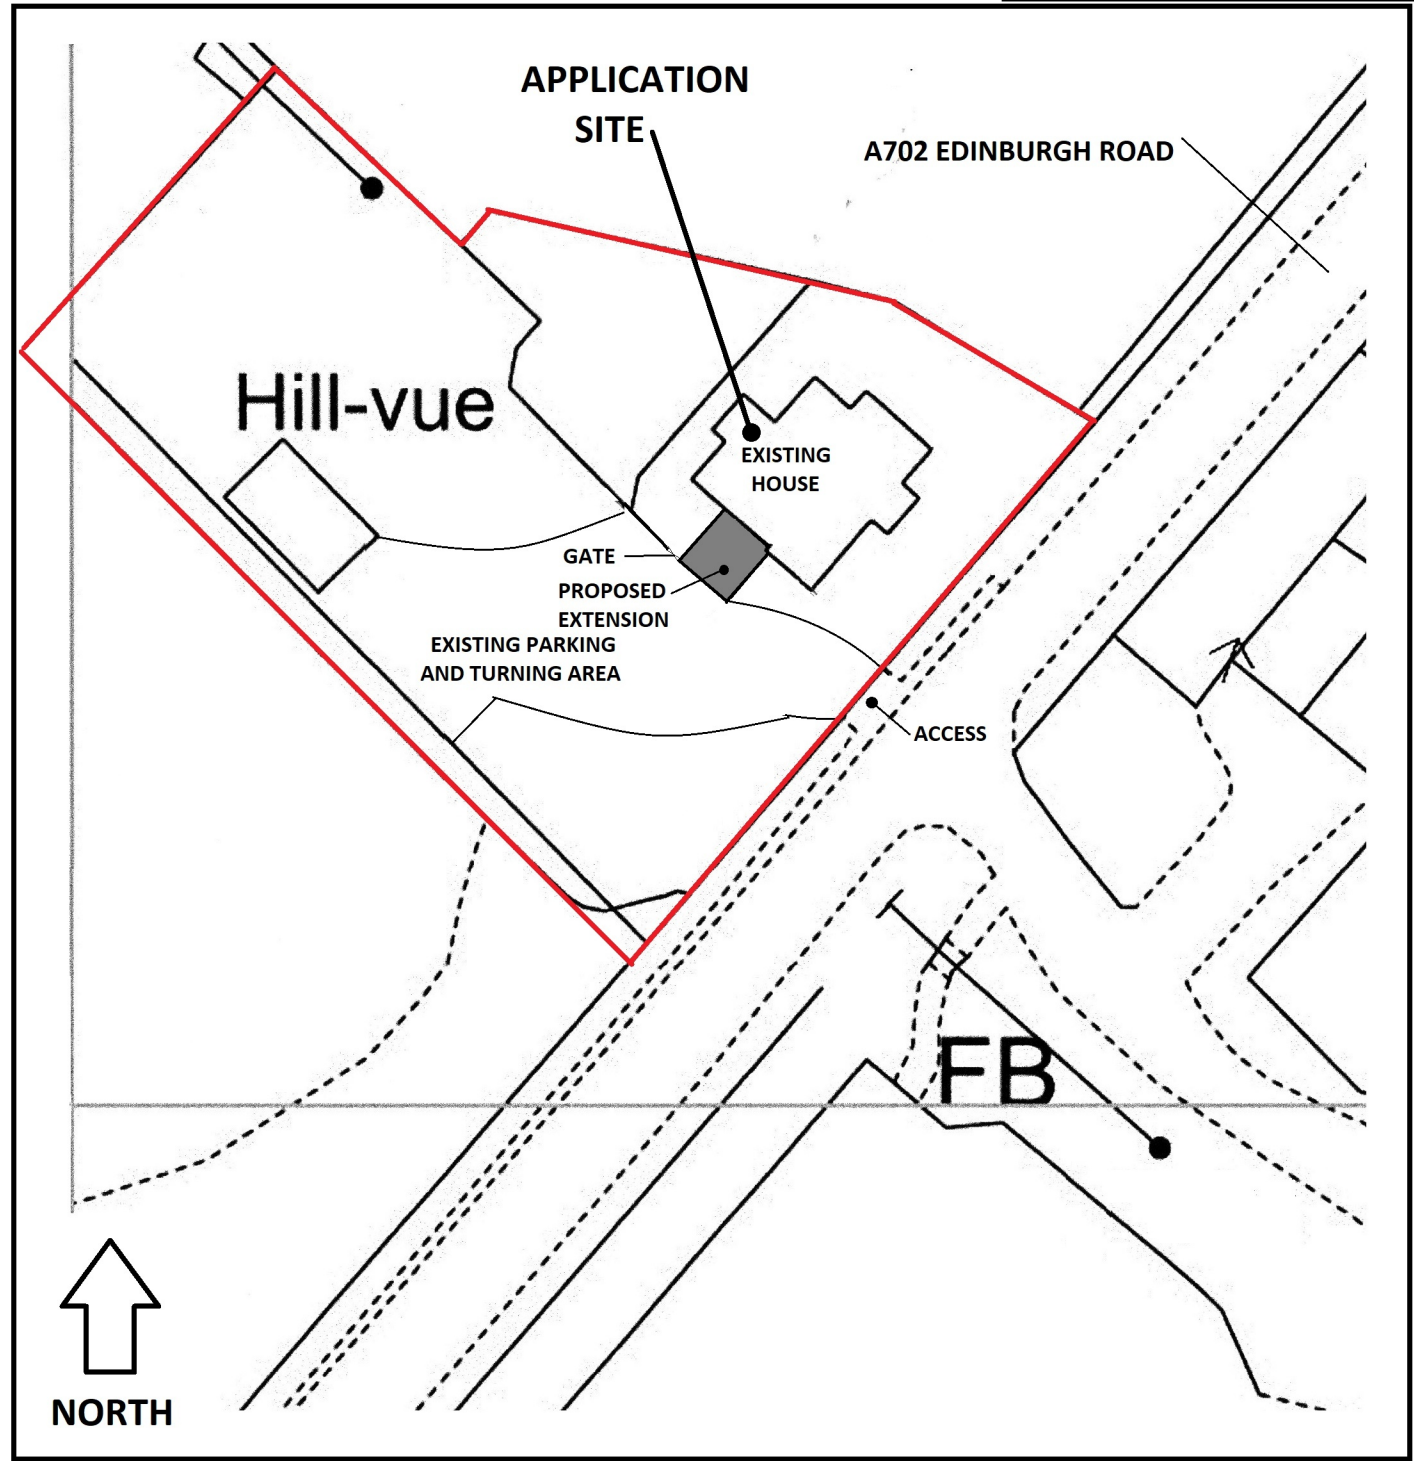 APPLICATION
SITE
A702 EDINBURGH ROAD
Hill-vue
EXISTING
HOUSE
GATE
PROPOSED
EXTENSION
EXISTING PARKING
AND TURNING AREA
ACCESS
FB
NORTH